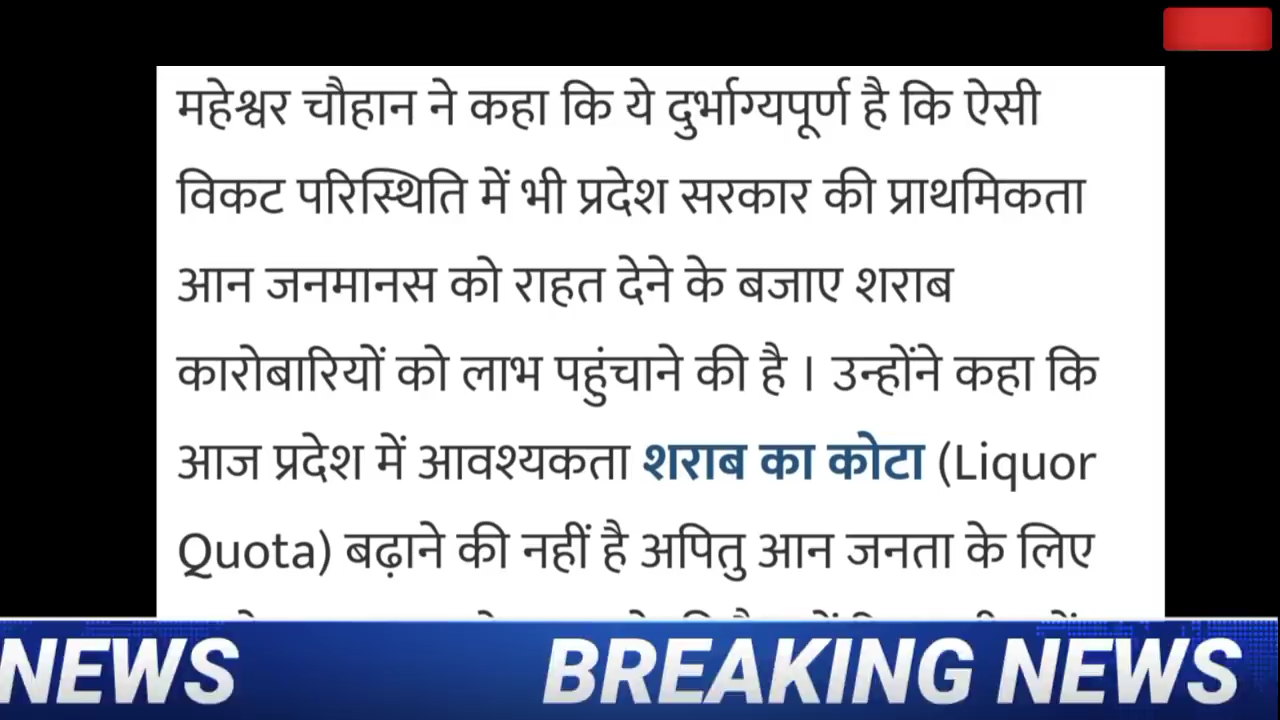 महेश्वर चौहान ने कहा कि ये दुर्भाग्यपूर्ण है कि ऐसी
विकट परिस्थिति में भी प्रदेश सरकार की प्राथमिकता
आन जनमानस को राहत देने के बजाए शराब
कारोबारियों को लाभ पहुंचाने की है । उन्होंने कहा कि
आज प्रदेश में आवश्यकता शराब का कोटा (Liquor
Quota) बढ़ाने की नहीं है अपितु आन जनता के लिए
NEWS BREAKING NEWS